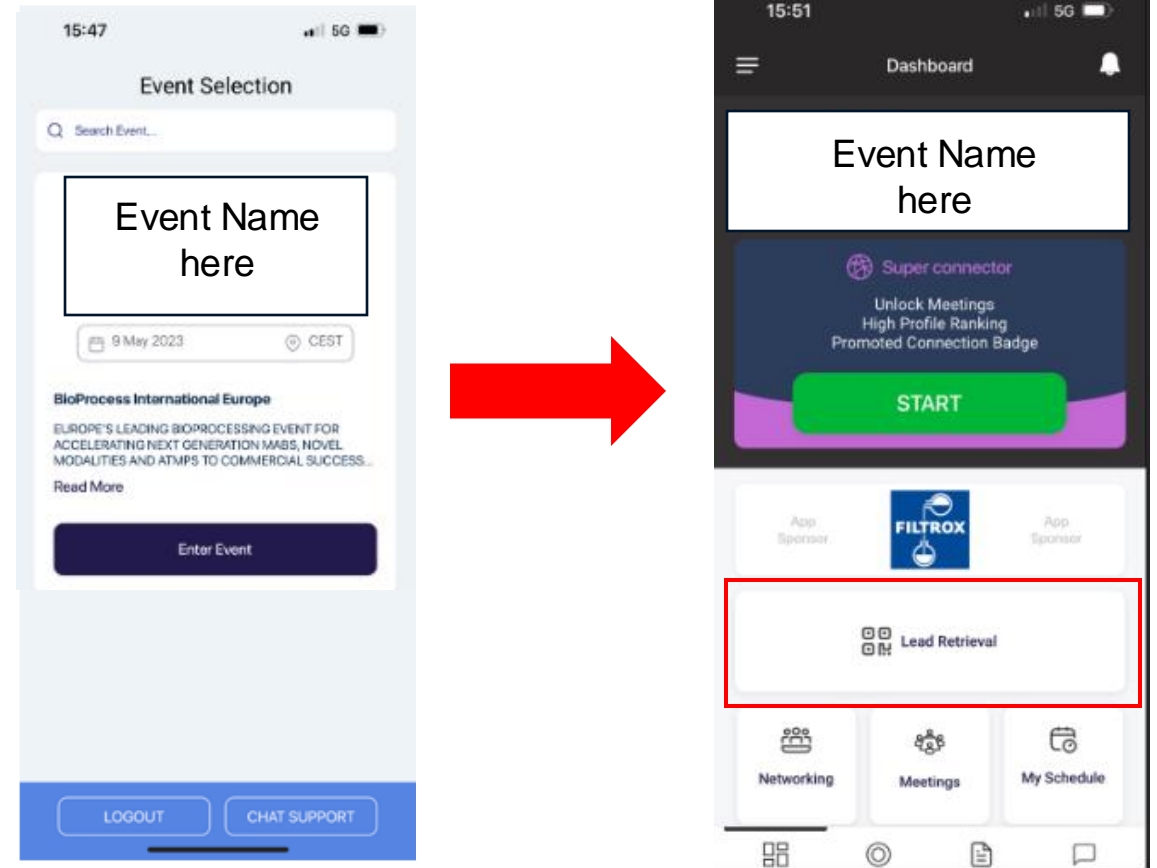 15:47
5G
Event Selection
Search Event...
Event Name
here
9 May 2023
CEST
BioProcess International Europe
EUROPE'S LEADING BIOPROCESSING EVENT FOR
ACCELERATING NEXT GENERATION MABS, NOVEL
MODALITIES AND ATMPS TO COMMERCIAL SUCCESS...
Read More
Enter Event
LOGOUT
CHAT SUPPORT
15:51
5G
Dashboard
Event Name
here
Super connector
Unlock Meetings
High Profile Ranking
Promoted Connection Badge
START
App
Sponsor
FILTROX
App
Sponsor
Lead Retrieval
Networking
Meetings
My Schedule